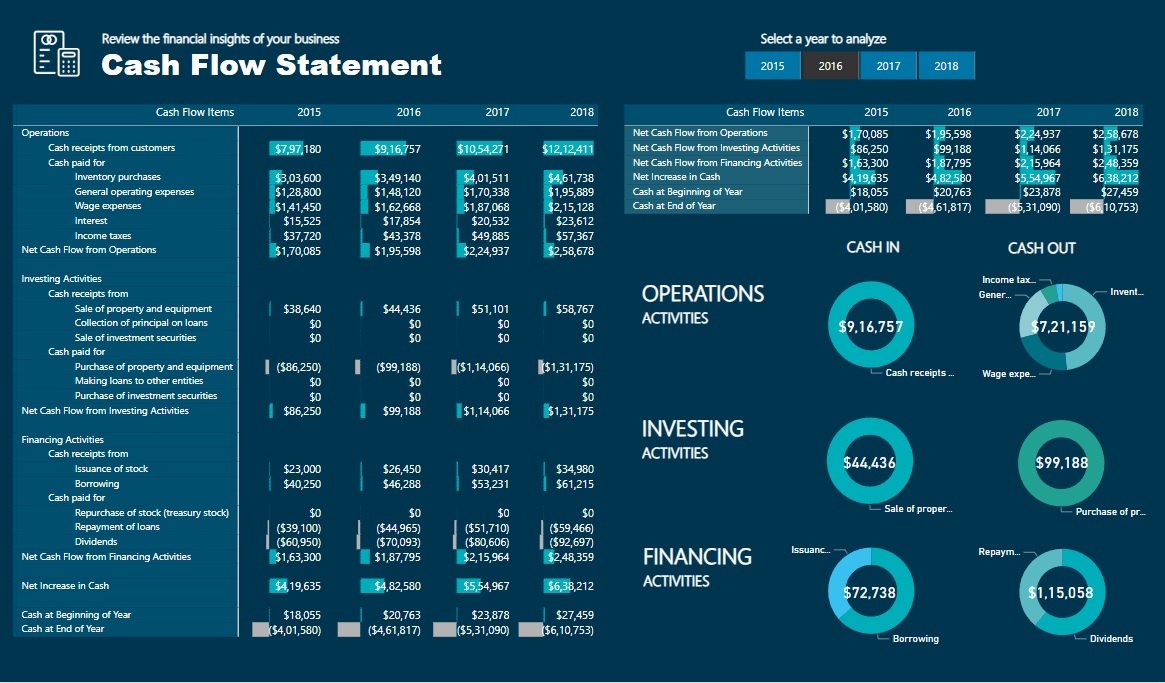 Review the financial insights of your business
Cash Flow Statement
Select a year to analyze
2015 2016 2017 2018
Cash Flow Items 2015 2016 2017 2018
Operations
Cash receipts from customers $7,97,180 $9,16,757 $10,54,271 $12,12,411
Cash paid for
Inventory purchases $3,03,600 $3,49,140 $4,01,511 $4,61,738
General operating expenses $1,28,800 $1,48,120 $1,70,338 $1,95,889
Wage expenses $1,41,450 $1,62,668 $1,87,068 $2,15,128
Interest $15,525 $17,854 $20,532 $23,612
Income taxes $37,720 $43,378 $49,885 $57,367
Net Cash Flow from Operations $1,70,085 $1,95,598 $2,24,937 $2,58,678
Investing Activities
Cash receipts from
Sale of property and equipment $38,640 $44,436 $51,101 $58,767
Collection of principal on loans $0 $0 $0 $0
Sale of investment securities $0 $0 $0 $0
Cash paid for
Purchase of property and equipment ($86,250) ($99,188) ($1,14,066) ($1,31,175)
Making loans to other entities $0 $0 $0 $0
Purchase of investment securities $0 $0 $0 $0
Net Cash Flow from Investing Activities $86,250 $99,188 $1,14,066 $1,31,175
Financing Activities
Cash receipts from
Issuance of stock $23,000 $26,450 $30,417 $34,980
Borrowing $40,250 $46,288 $53,231 $61,215
Cash paid for
Repurchase of stock (treasury stock) $0 $0 $0 $0
Repayment of loans ($39,100) ($44,965) ($51,710) ($59,466)
Dividends ($60,950) ($70,093) ($80,606) ($92,697)
Net Cash Flow from Financing Activities $1,63,300 $1,87,795 $2,15,964 $2,48,359
Net Increase in Cash $4,19,635 $4,82,580 $5,54,967 $6,38,212
Cash at Beginning of Year $18,055 $20,763 $23,878 $27,459
Cash at End of Year ($4,01,580) ($4,61,817) ($5,31,090) ($6,10,753)
Cash Flow Items 2015 2016 2017 2018
Net Cash Flow from Operations $1,70,085 $1,95,598 $2,24,937 $2,58,678
Net Cash Flow from Investing Activities $86,250 $99,188 $1,14,066 $1,31,175
Net Cash Flow from Financing Activities $1,63,300 $1,87,795 $2,15,964 $2,48,359
Net Increase in Cash $4,19,635 $4,82,580 $5,54,967 $6,38,212
Cash at Beginning of Year $18,055 $20,763 $23,878 $27,459
Cash at End of Year ($4,01,580) ($4,61,817) ($5,31,090) ($6,10,753)
CASH IN CASH OUT
OPERATIONS
ACTIVITIES
$9,16,757
Cash receipts ...
Income tax...
Gener...
Invent...
$7,21,159
Wage expe...
INVESTING
ACTIVITIES
$44,436
Sale of proper...
$99,188
Purchase of pr...
FINANCING
ACTIVITIES
Issuanc...
$72,738
Borrowing
Repaym...
$1,15,058
Dividends